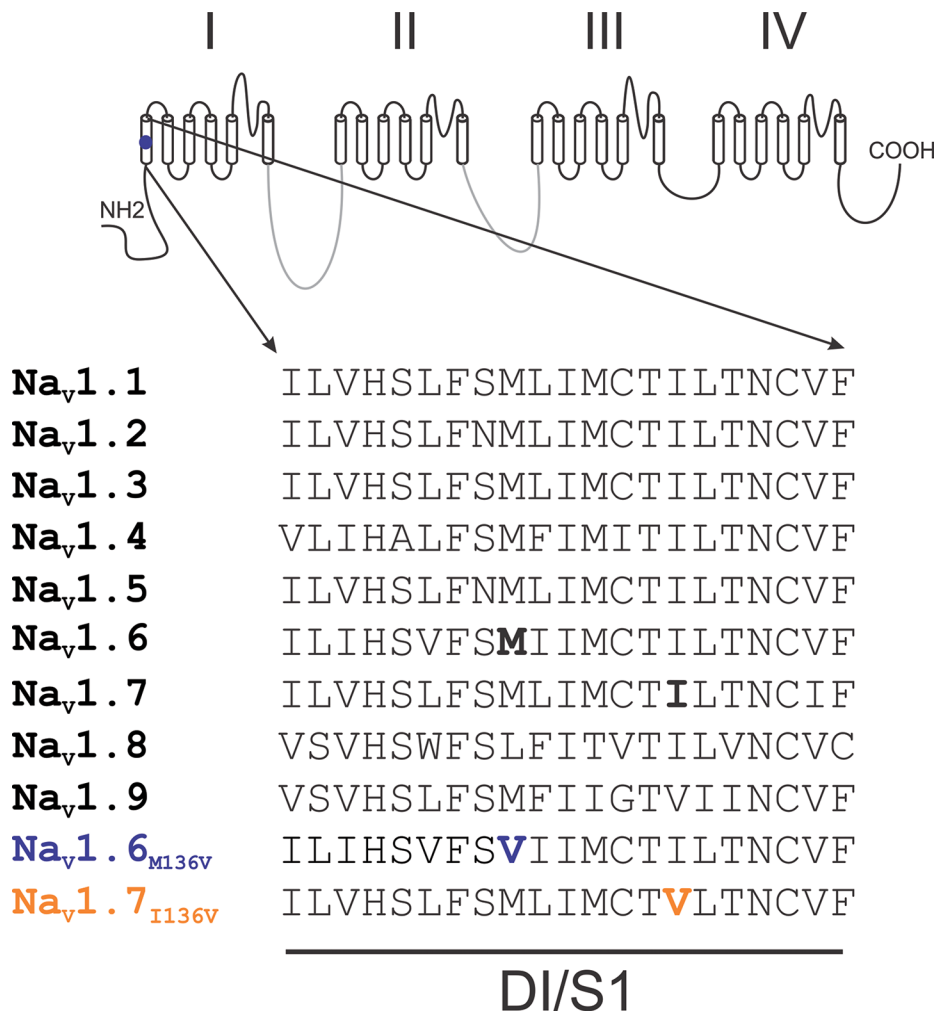 I II III IV
COOH
NH2
Nav1.1 ILVHSLFSMLIMCTILTNCVF
Nav1.2 ILVHSLFNMLIMCTILTNCVF
Nav1.3 ILVHSLFSMLIMCTILTNCVF
Nav1.4 VLIHALFSMFIMITILTNCVF
Nav1.5 ILVHSLFNMLIMCTILTNCVF
Nav1.6 ILIHSVFSMIIMCTILTNCVF
Nav1.7 ILVHSLFSMLIMCTILTNCIF
Nav1.8 VSVHSWFSLFITVTILVNCVC
Nav1.9 VSVHSLFSMFIIGTVIINCVF
Nav1.6M136V ILIHSVFSVIIMCTILTNCVF
Nav1.7I136V ILVHSLFSMLIMCTVLTNCVF
DI/S1